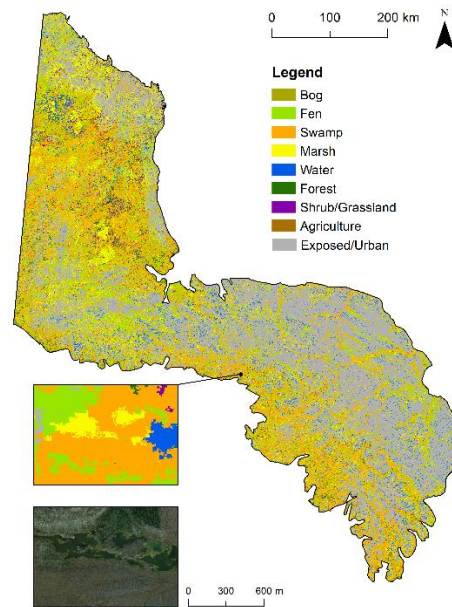 0 100 200 km
N
Legend
Bog
Fen
Swamp
Marsh
Water
Forest
Shrub/Grassland
Agriculture
Exposed/Urban
0 300 600 m